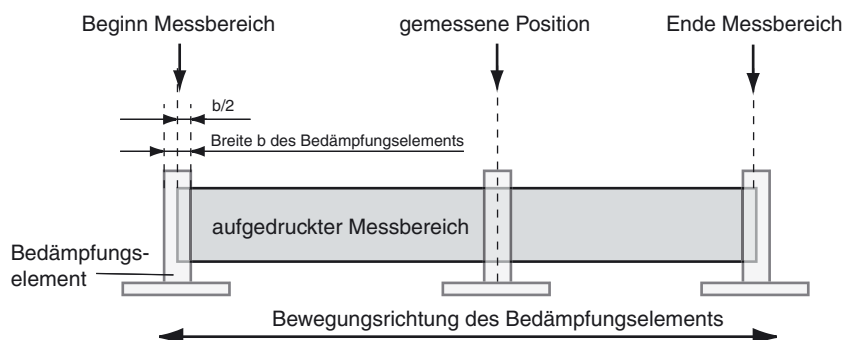 Beginn Messbereich
gemessene Position
Ende Messbereich
b/2
Breite b des Bedämpfungselements
aufgedruckter Messbereich
Bedämpfungs-
element
Bewegungsrichtung des Bedämpfungselements